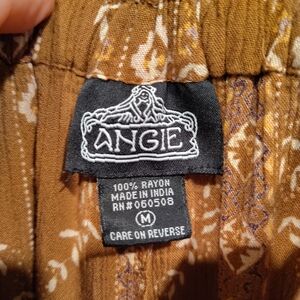 ANGIE
100% RAYON
MADE IN INDIA
RN#060508
M
CARE ON REVERSE